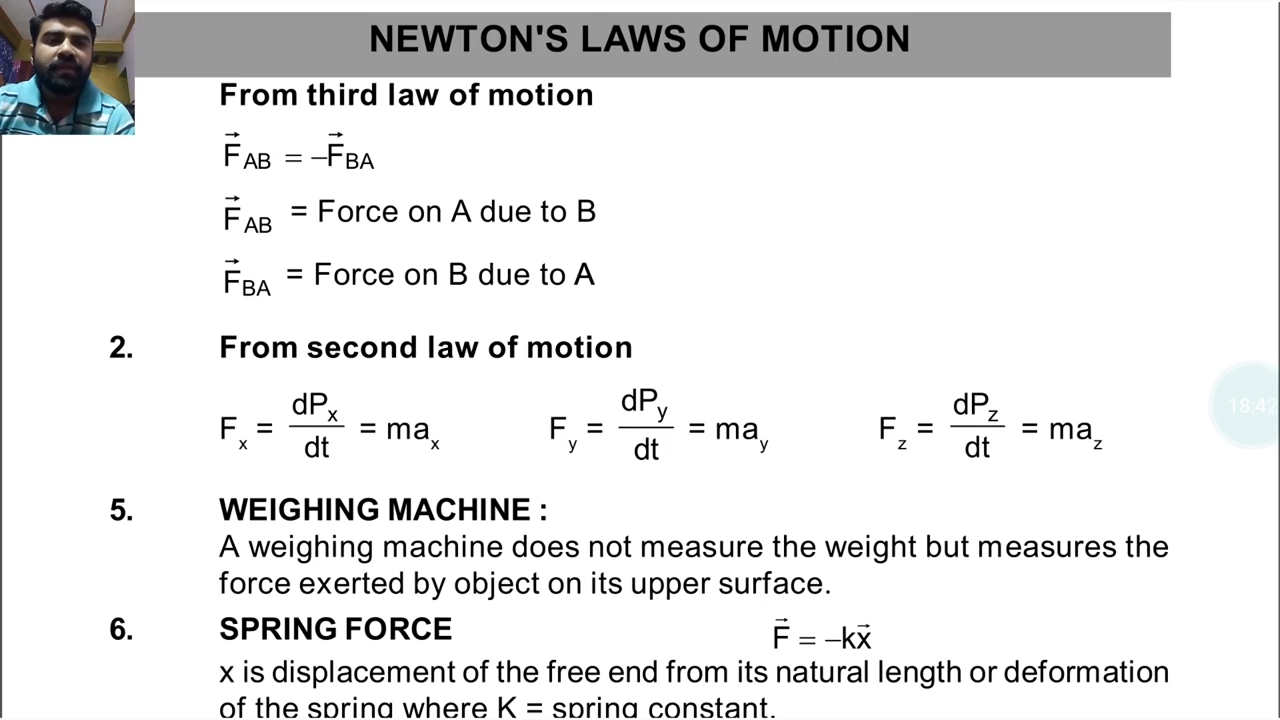 NEWTON'S LAWS OF MOTION
From third law of motion
F⃗AB = –F⃗BA
F⃗AB = Force on A due to B
F⃗BA = Force on B due to A
2. From second law of motion
Fx = dPx/dt = max Fy = dPy/dt = may Fz = dPz/dt = maz
18:42
5. WEIGHING MACHINE :
A weighing machine does not measure the weight but measures the
force exerted by object on its upper surface.
6. SPRING FORCE F⃗ = –kx⃗
x is displacement of the free end from its natural length or deformation
of the spring where K = spring constant.